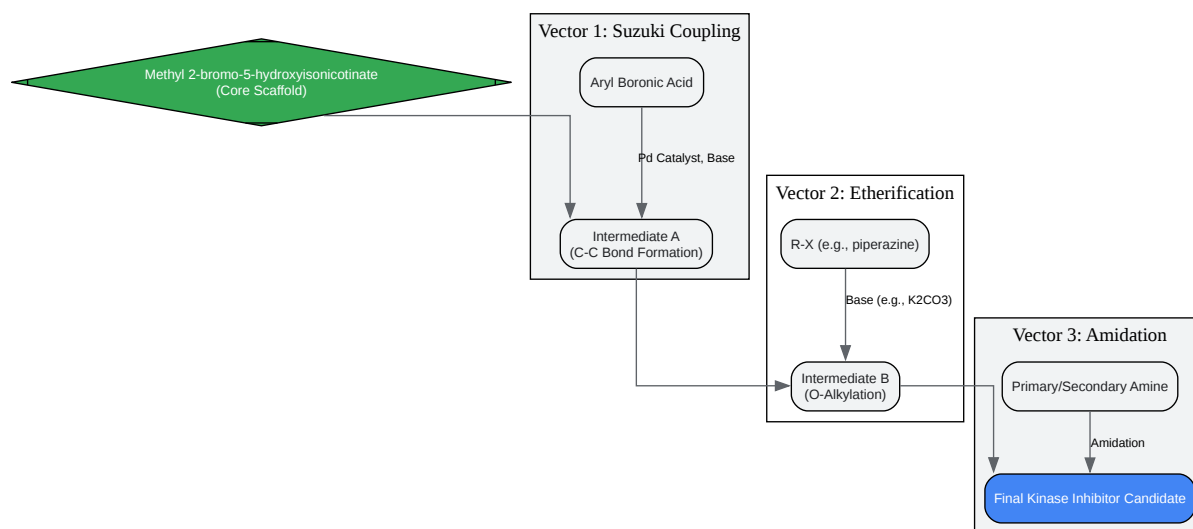 Vector 1: Suzuki Coupling
Methyl 2-bromo-5-hydroxyisonicotinate
(Core Scaffold)
Aryl Boronic Acid
Pd Catalyst, Base
Intermediate A
(C-C Bond Formation)
Vector 2: Etherification
R-X (e.g., piperazine)
Base (e.g., K2CO3)
Intermediate B
(O-Alkylation)
Vector 3: Amidation
Primary/Secondary Amine
Amidation
Final Kinase Inhibitor Candidate